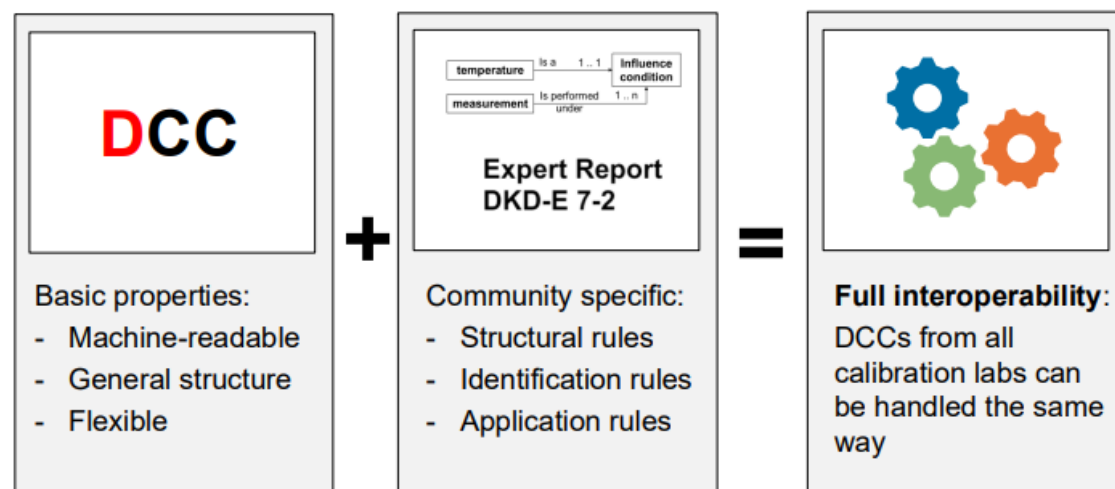 DCC
Basic properties:
- Machine-readable
- General structure
- Flexible
+
temperature
Is a
1 .. 1
Influence
condition
measurement
Is performed
under
1 .. n
Expert Report
DKD-E 7-2
Community specific:
- Structural rules
- Identification rules
- Application rules
=
Full interoperability:
DCCs from all
calibration labs can
be handled the same
way